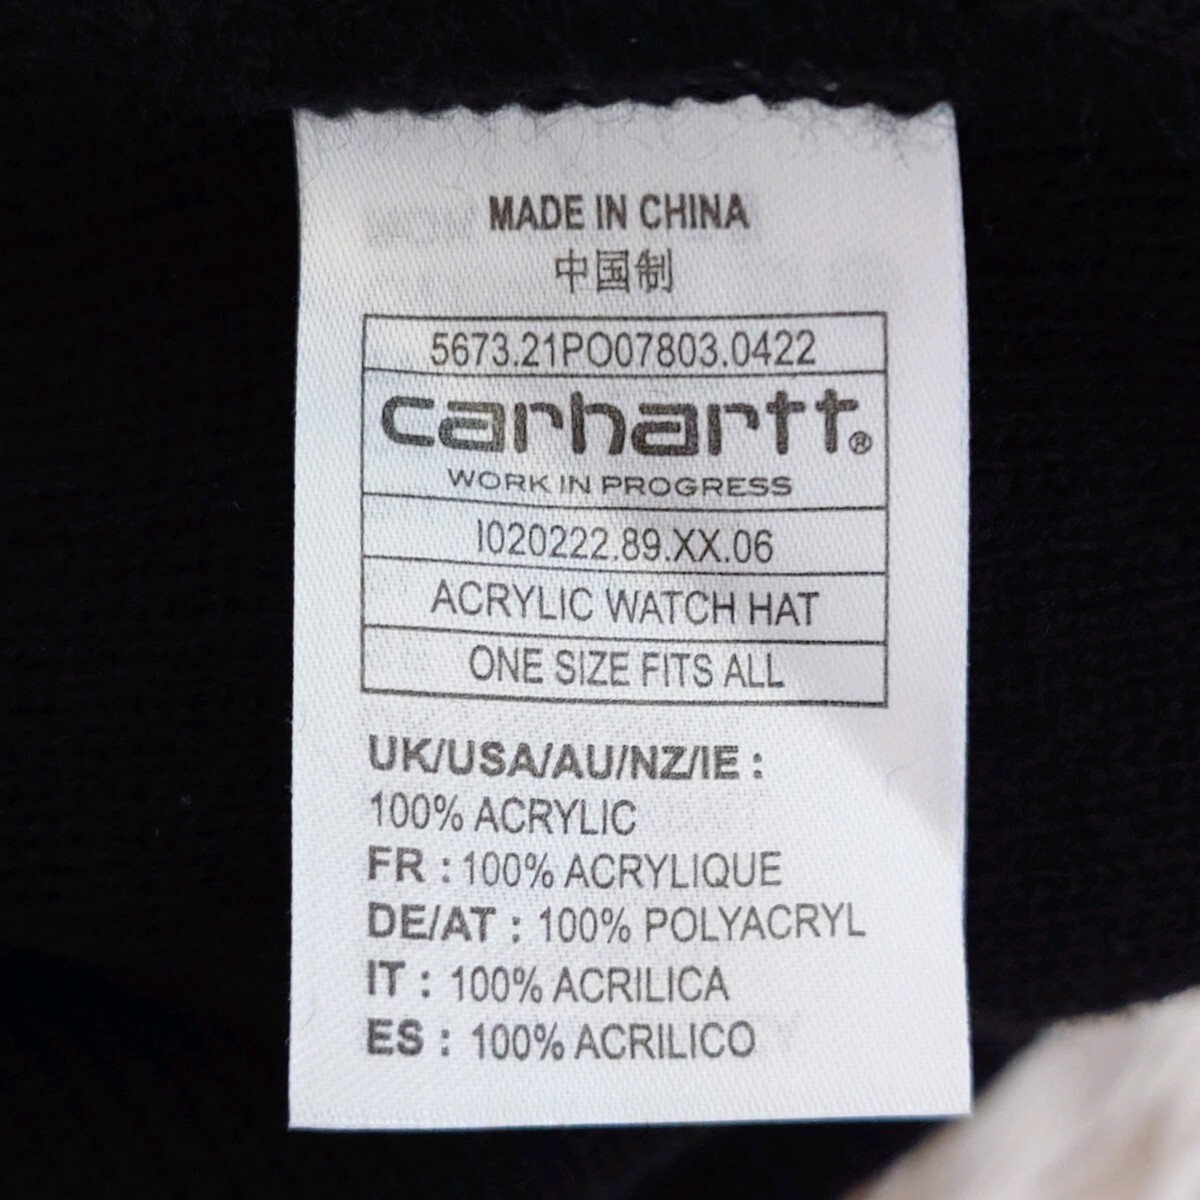 MADE IN CHINA
中国制
5673.21PO07803.0422
carhartt®
WORK IN PROGRESS
I020222.89.XX.06
ACRYLIC WATCH HAT
ONE SIZE FITS ALL
UK/USA/AU/NZ/IE :
100% ACRYLIC
FR : 100% ACRYLIQUE
DE/AT : 100% POLYACRYL
IT : 100% ACRILICA
ES : 100% ACRILICO